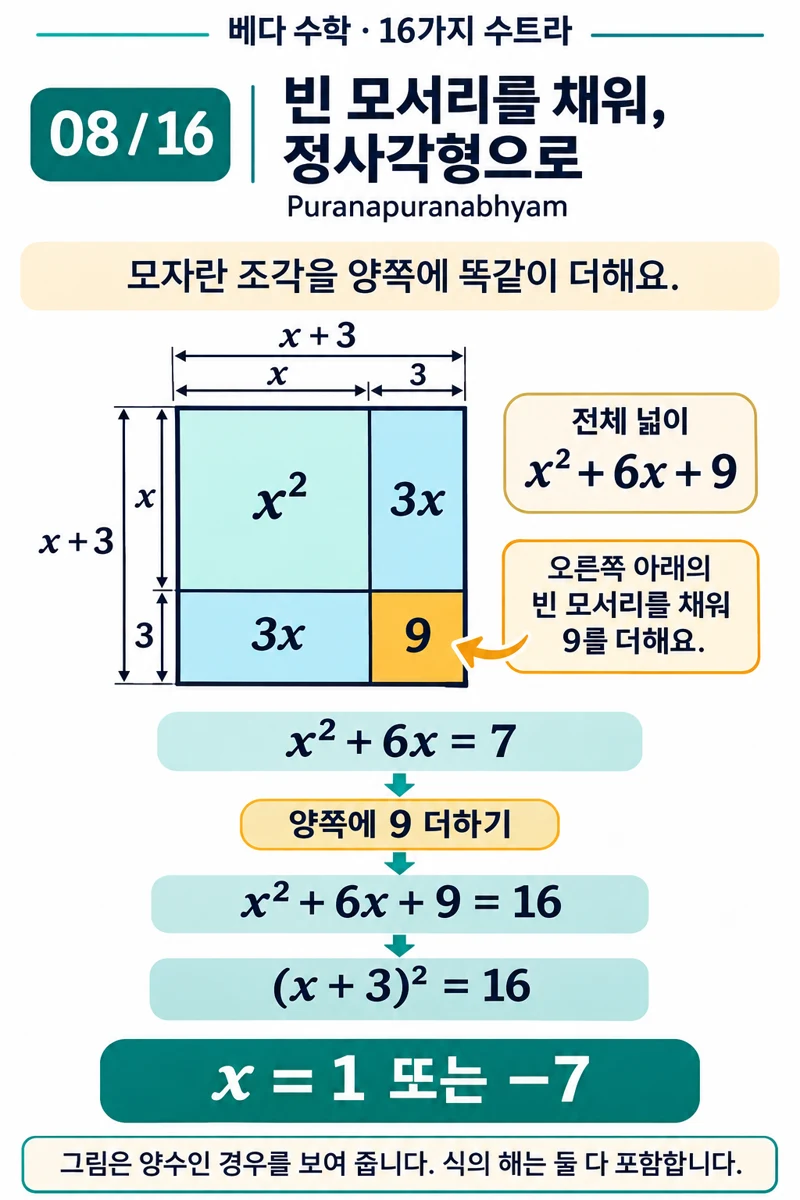 베다 수학 · 16가지 수트라
08/16
빈 모서리를 채워,
정사각형으로
Puranapuranabhyam
모자란 조각을 양쪽에 똑같이 더해요.
x + 3
x
3
x + 3
x
3
x²
3x
3x
9
전체 넓이
x² + 6x + 9
오른쪽 아래의
빈 모서리를 채워
9를 더해요.
x² + 6x = 7
양쪽에 9 더하기
x² + 6x + 9 = 16
(x + 3)² = 16
x = 1 또는 −7
그림은 양수인 경우를 보여 줍니다. 식의 해는 둘 다 포함합니다.